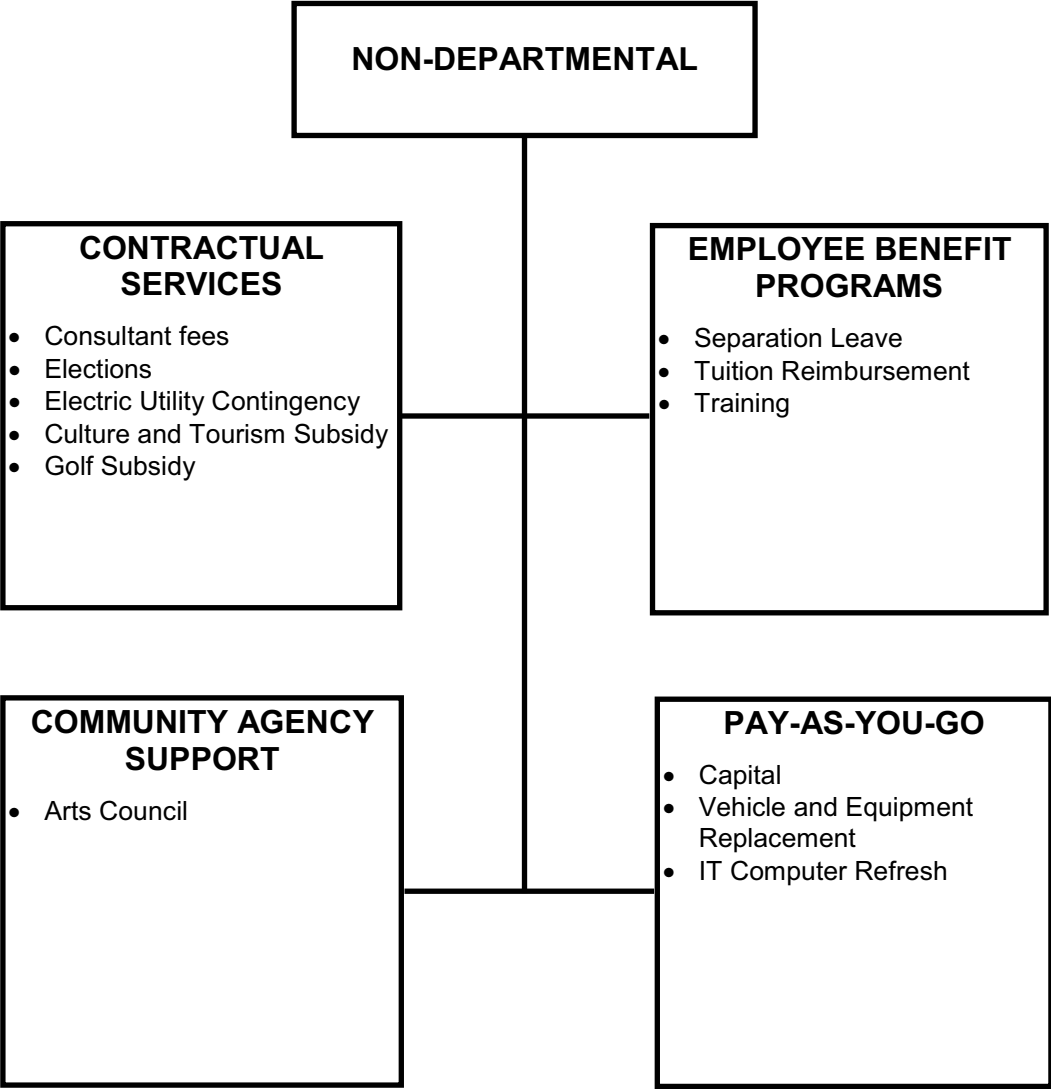 NON-DEPARTMENTAL
CONTRACTUAL
SERVICES
• Consultant fees
• Elections
• Electric Utility Contingency
• Culture and Tourism Subsidy
• Golf Subsidy
EMPLOYEE BENEFIT
PROGRAMS
• Separation Leave
• Tuition Reimbursement
• Training
COMMUNITY AGENCY
SUPPORT
• Arts Council
PAY-AS-YOU-GO
• Capital
• Vehicle and Equipment
Replacement
• IT Computer Refresh